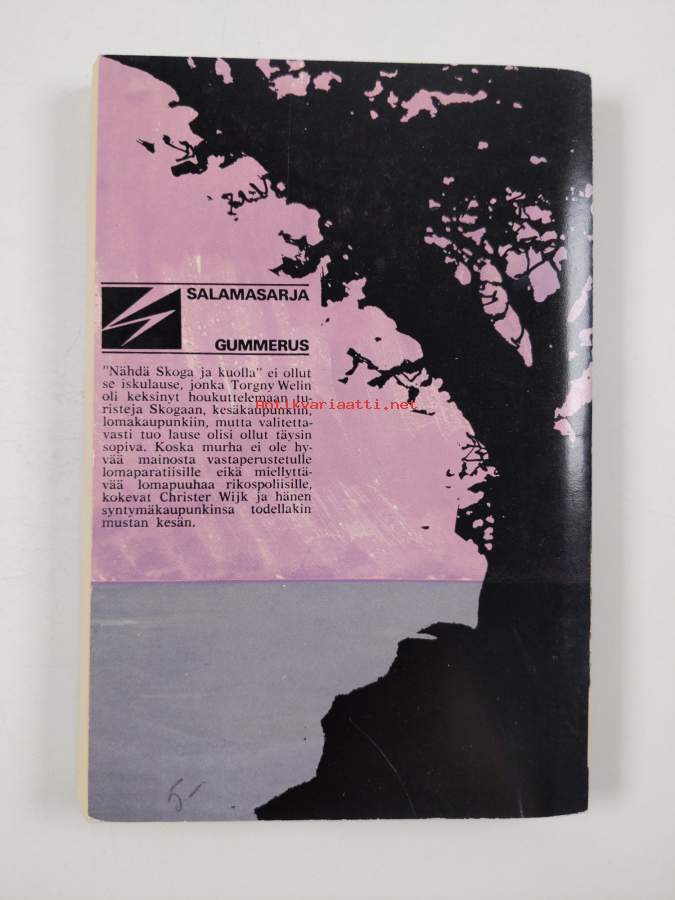 SALAMASARJA
GUMMERUS
"Nähdä Skoga ja kuolla" ei ollut
se iskulause, jonka Torgny Welin
oli keksinyt houkuttelemaan tu-
risteja Skogaan, kesäkaupunkiin,
lomakaupunkiin, mutta valitetta-
vasti tuo lause olisi ollut täysin
sopiva. Koska murha ei ole hy-
vää mainosta vastaperustetulle
lomaparatiisille eikä miellyttä-
vää lomapuuhaa rikospoliisille,
kokevat Christer Wijk ja hänen
syntymäkaupunkinsa todellakin
mustan kesän.
Antikvariaatti.net
5-